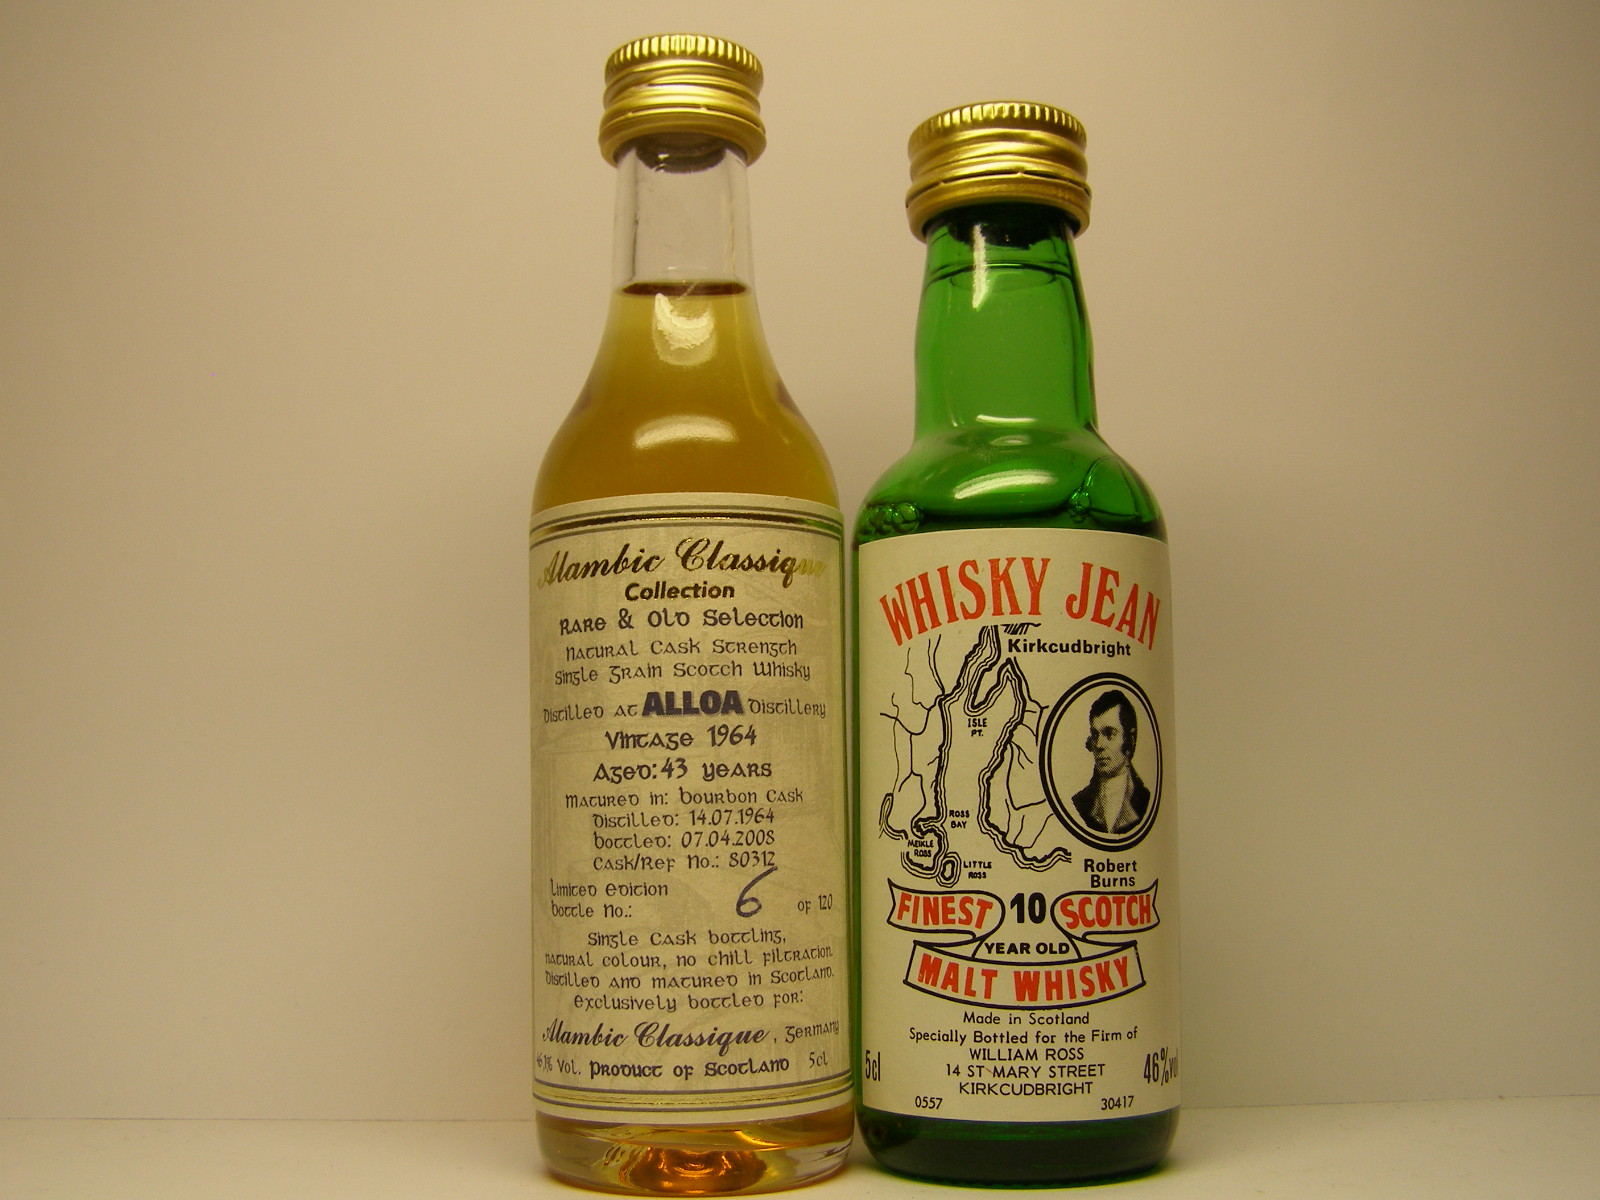 Alambic Classique
Collection
Rare & Old Selection
Natural Cask Strength
Single Grain Scotch Whisky
Distilled at ALLOA Distillery
Vintage 1964
Aged: 43 years
Matured in: Bourbon Cask
Distilled: 14.07.1964
Bottled: 07.04.2008
Cask/Ref No.: 80312
Limited Edition
Bottle No.: 6 of 120
Single Cask bottling,
natural colour, no chill filtration.
Distilled and matured in Scotland.
Exclusively bottled for:
Alambic Classique, Germany
Vol. Product of Scotland 5cl
WHISKY JEAN
Kirkcudbright
ISLE
PT.
ROSS
BAY
MEIKLE
ROSS
LITTLE
ROSS
Robert
Burns
FINEST 10 SCOTCH
YEAR OLD
MALT WHISKY
Made in Scotland
Specially Bottled for the Firm of
WILLIAM ROSS
14 ST MARY STREET
KIRKCUDBRIGHT
5cl 46%vol
0557 30417